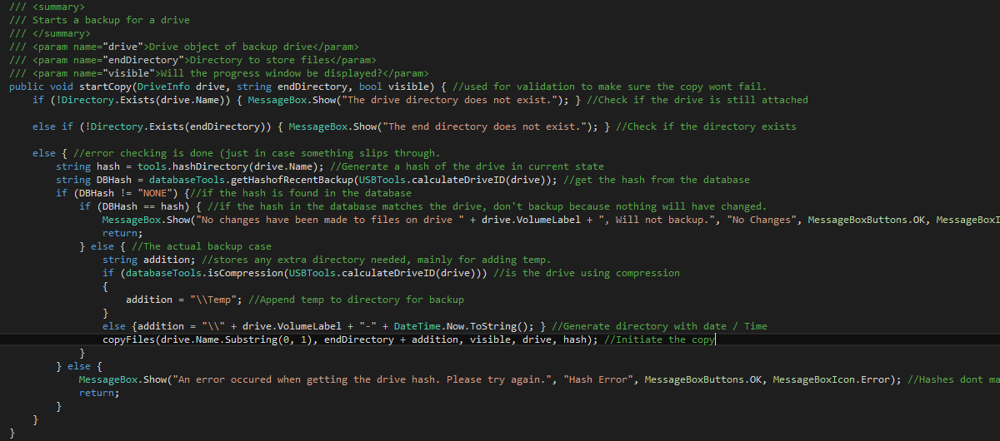 /// <summary>
/// Starts a backup for a drive
/// </summary>
/// <param name="drive">Drive object of backup drive</param>
/// <param name="endDirectory">Directory to store files</param>
/// <param name="visible">Will the progress window be displayed?</param>
public void startCopy(DriveInfo drive, string endDirectory, bool visible) { //used for validation to make sure the copy wont fail.
if (!Directory.Exists(drive.Name)) { MessageBox.Show("The drive directory does not exist."); } //Check if the drive is still attached
else if (!Directory.Exists(endDirectory)) { MessageBox.Show("The end directory does not exist."); } //Check if the directory exists
else { //error checking is done (just in case something slips through.
string hash = tools.hashDirectory(drive.Name); //Generate a hash of the drive in current state
string DBHash = databaseTools.getHashofRecentBackup(USBTools.calculateDriveID(drive)); //get the hash from the database
if (DBHash != "NONE") {//if the hash is found in the database
if (DBHash == hash) { //if the hash in the database matches the drive, don't backup because nothing will have changed.
MessageBox.Show("No changes have been made to files on drive " + drive.VolumeLabel + ", Will not backup.", "No Changes", MessageBoxButtons.OK, MessageBoxI
return;
} else { //The actual backup case
string addition; //stores any extra directory needed, mainly for adding temp.
if (databaseTools.isCompression(USBTools.calculateDriveID(drive))) //is the drive using compression
{
addition = "\\Temp"; //Append temp to directory for backup
}
else {addition = "\\" + drive.VolumeLabel + "-" + DateTime.Now.ToString(); } //Generate directory with date / Time
copyFiles(drive.Name.Substring(0, 1), endDirectory + addition, visible, drive, hash); //Initiate the copy
}
} else {
MessageBox.Show("An error occured when getting the drive hash. Please try again.", "Hash Error", MessageBoxButtons.OK, MessageBoxIcon.Error); //Hashes dont ma
return;
}
}
}